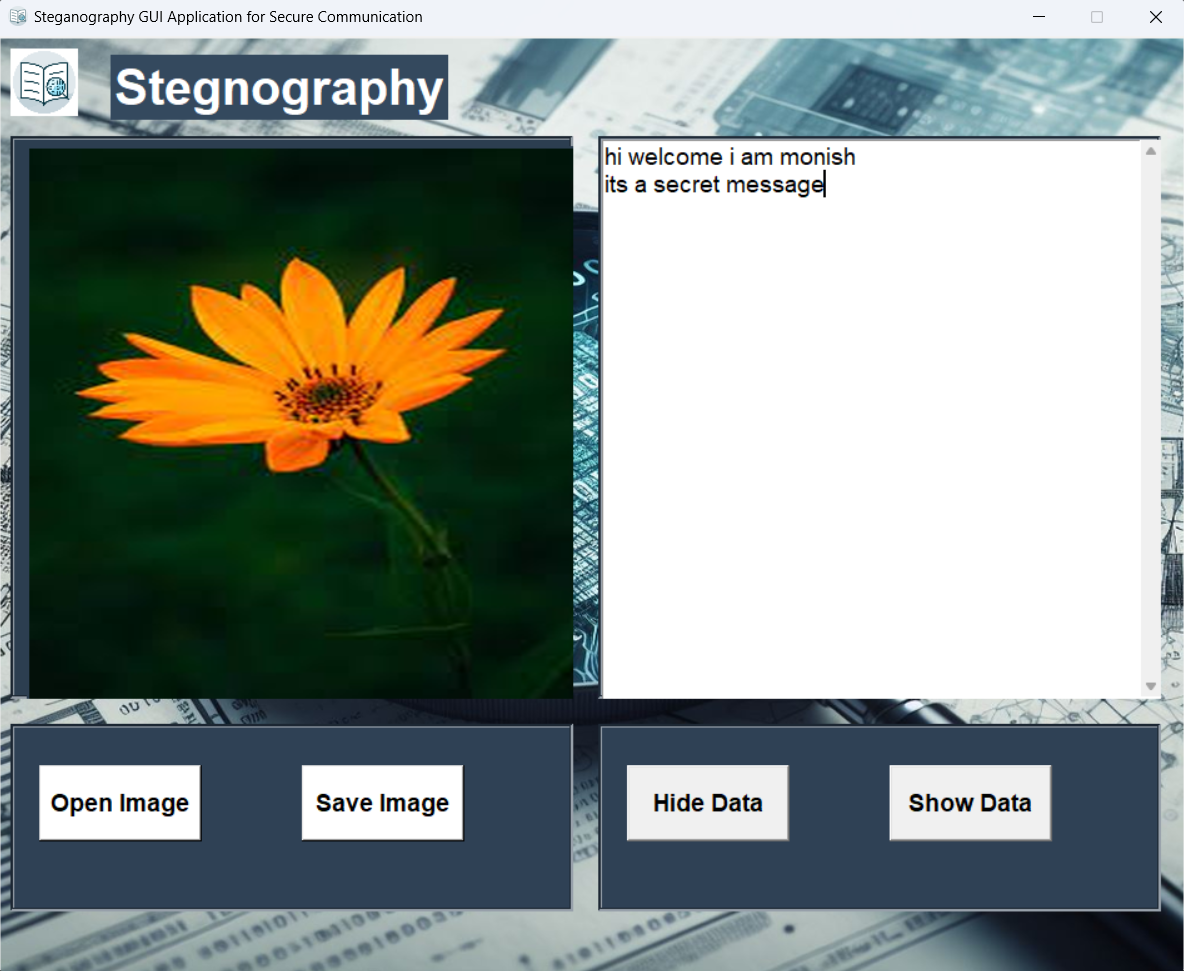 Steganography GUI Application for Secure Communication
Stegnography
hi welcome i am monish
its a secret message
Open Image
Save Image
Hide Data
Show Data